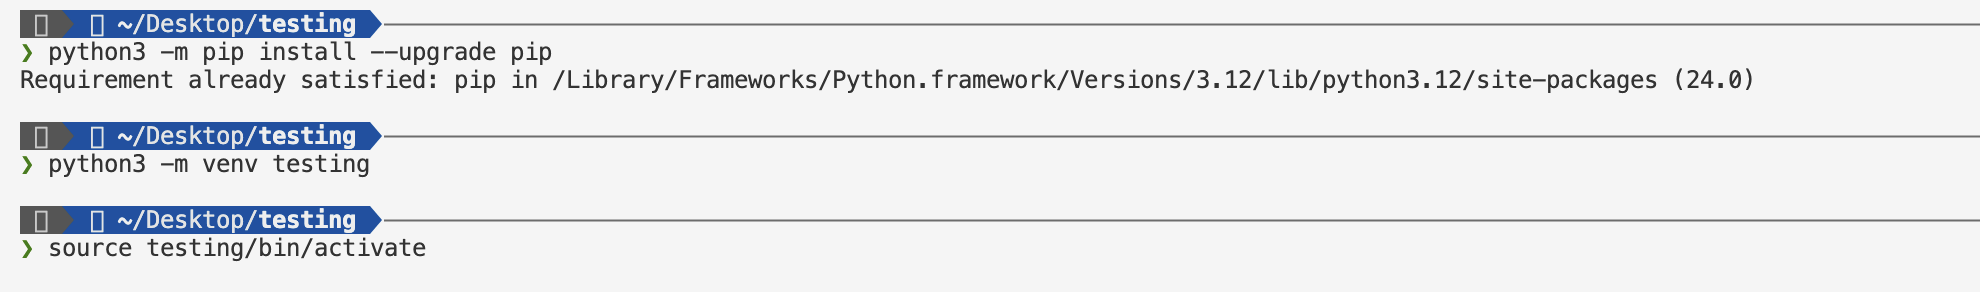 ~/Desktop/testing
❯ python3 -m pip install --upgrade pip
Requirement already satisfied: pip in /Library/Frameworks/Python.framework/Versions/3.12/lib/python3.12/site-packages (24.0)
~/Desktop/testing
❯ python3 -m venv testing
~/Desktop/testing
❯ source testing/bin/activate